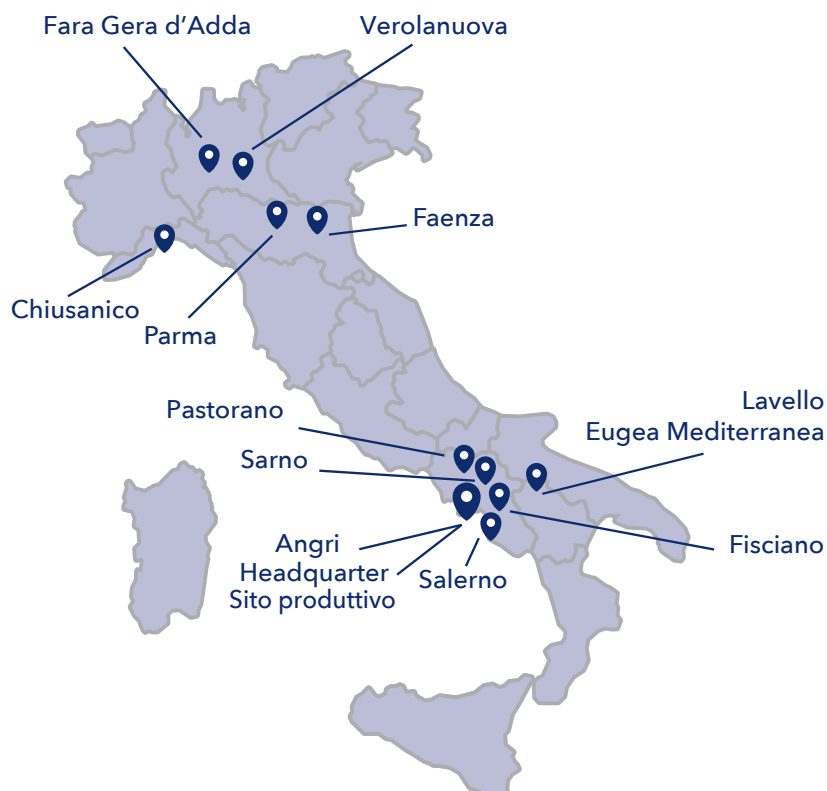 Fara Gera d'Adda
Verolanuova
Faenza
Chiusanico
Parma
Pastorano
Lavello
Eugea Mediterranea
Sarno
Angri
Headquarter
Sito produttivo
Salerno
Fisciano